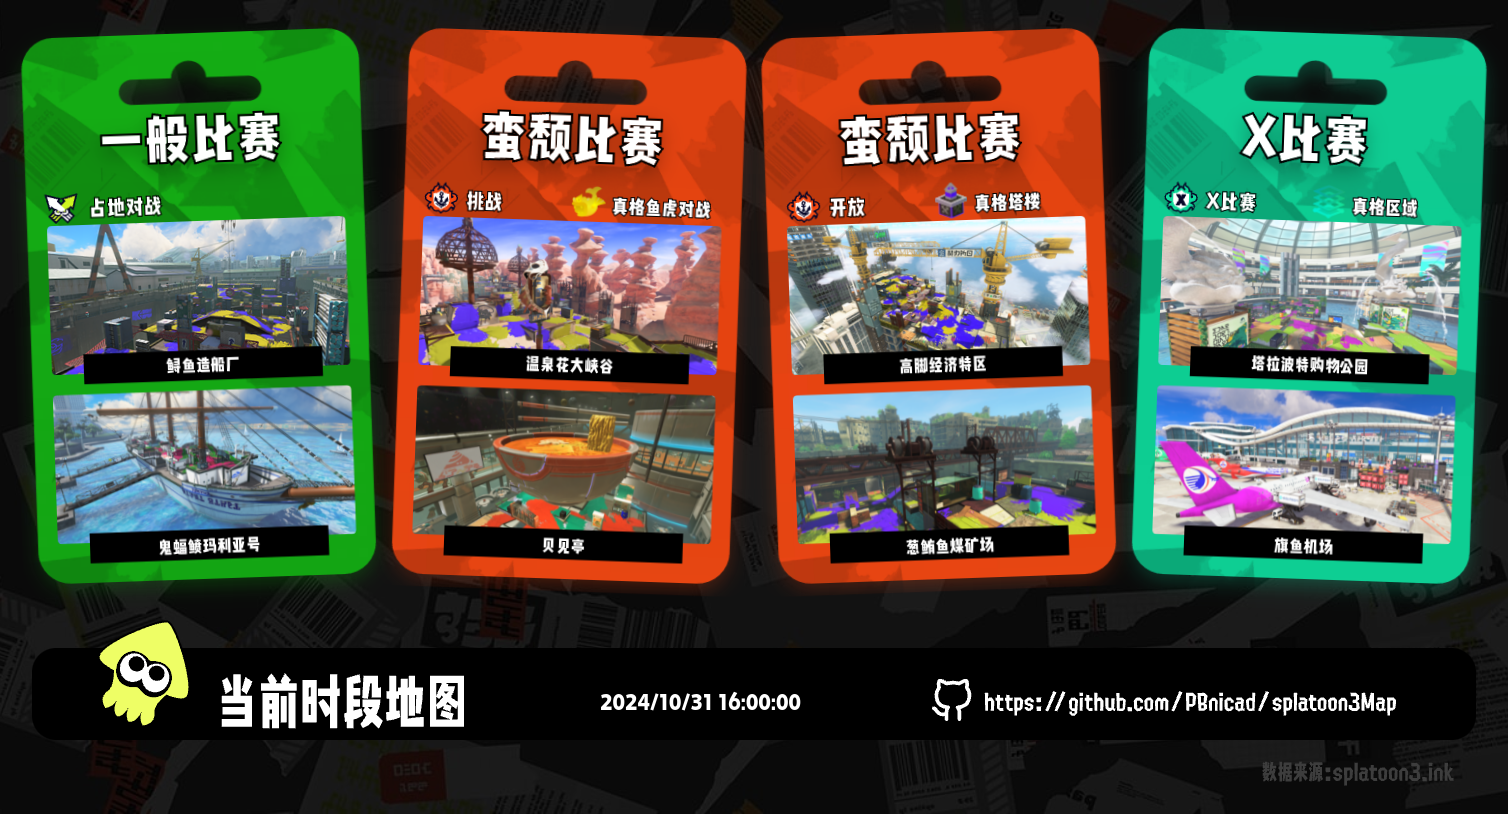 一般比赛
占地对战
鲟鱼造船厂
鬼蝠鲼玛利亚号
蛮颓比赛
挑战
真格鱼虎对战
温泉花大峡谷
贝见亭
蛮颓比赛
开放
真格塔楼
高脚经济特区
葱鲔鱼煤矿场
X比赛
X比赛
真格区域
塔拉波特购物公园
旗鱼机场
当前时段地图
2024/10/31 16:00:00
https://github.com/PBnicad/splatoon3Map
数据来源:splatoon3.ink